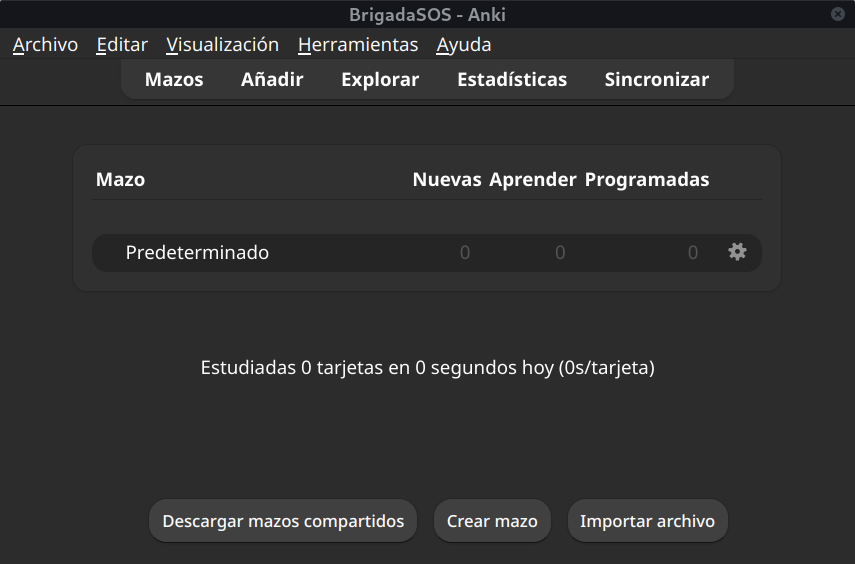 BrigadaSOS - Anki
Archivo Editar Visualización Herramientas Ayuda
Mazos Añadir Explorar Estadísticas Sincronizar
Mazo Nuevas Aprender Programadas
Predeterminado 0 0 0
Estudiadas 0 tarjetas en 0 segundos hoy (0s/tarjeta)
Descargar mazos compartidos Crear mazo Importar archivo